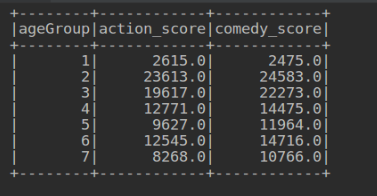 +--------+------------+------------+
|ageGroup|action_score|comedy_score|
+--------+------------+------------+
|       1|      2615.0|      2475.0|
|       2|     23613.0|     24583.0|
|       3|     19617.0|     22273.0|
|       4|     12771.0|     14475.0|
|       5|      9627.0|     11964.0|
|       6|     12545.0|     14716.0|
|       7|      8268.0|     10766.0|
+--------+------------+------------+